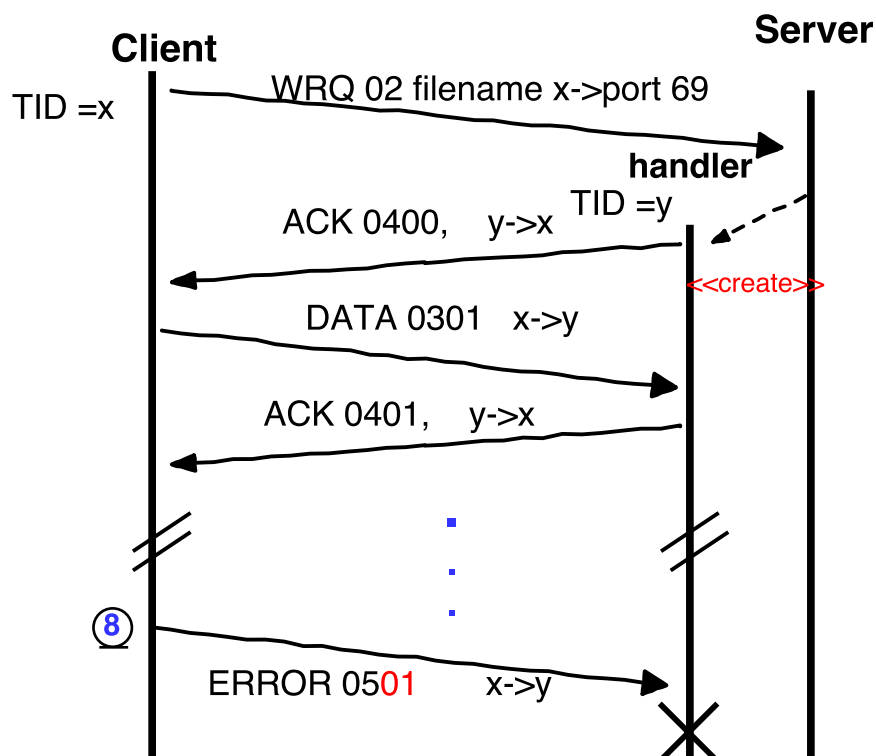 Server
Client
WRQ 02 filename x->port 69
TID =x
handler
TID =y
ACK 0400, y->x
<<create>>
DATA 0301 x->y
ACK 0401, y->x
8
ERROR 0501 x->y